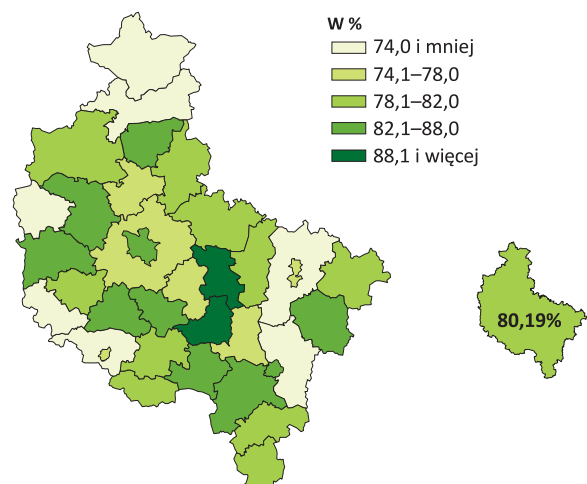 W %
74,0 i mniej
74,1–78,0
78,1–82,0
82,1–88,0
88,1 i więcej
80,19%